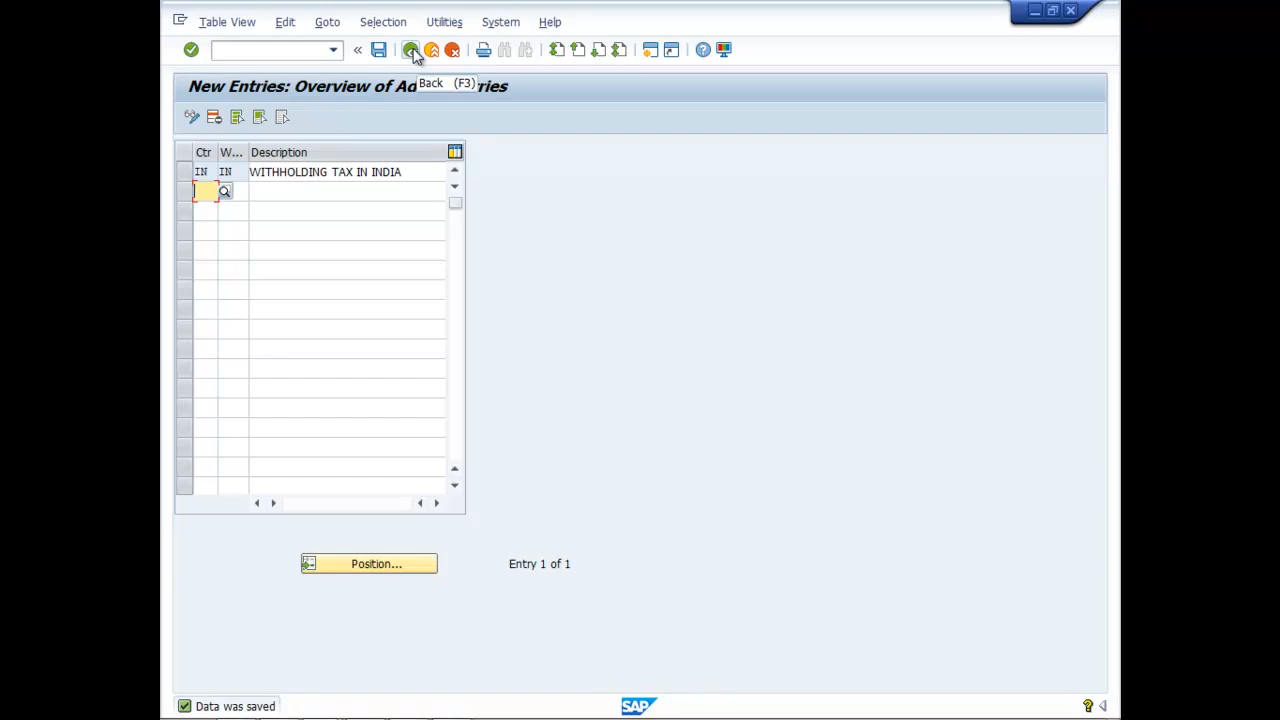 Table View Edit Goto Selection Utilities System Help
«
Back (F3)
New Entries: Overview of Ad ries
Ctr W... Description
IN IN WITHHOLDING TAX IN INDIA
Position... Entry 1 of 1
Data was saved SAP